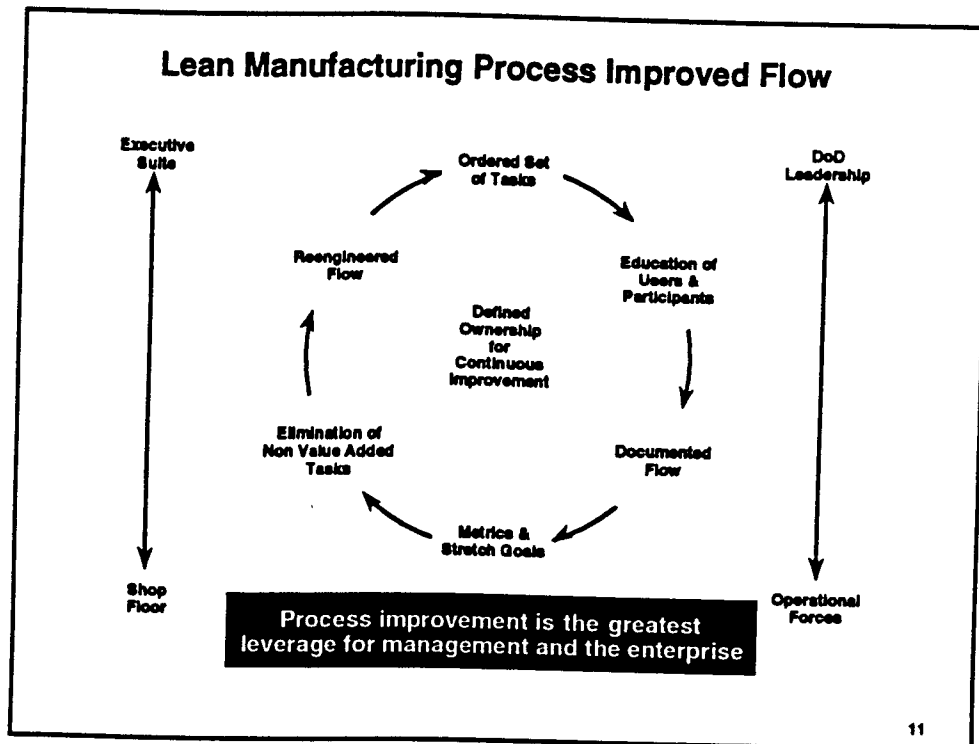 Lean Manufacturing Process Improved Flow
Executive
Suite
Ordered Set
of Tasks
DoD
Leadership
Reengineered
Flow
Education of
Users &
Participants
Defined
Ownership
for
Continuous
Improvement
Elimination of
Non Value Added
Tasks
Documented
Flow
Metrics &
Stretch Goals
Shop
Floor
Operational
Forces
Process improvement is the greatest
leverage for management and the enterprise
11